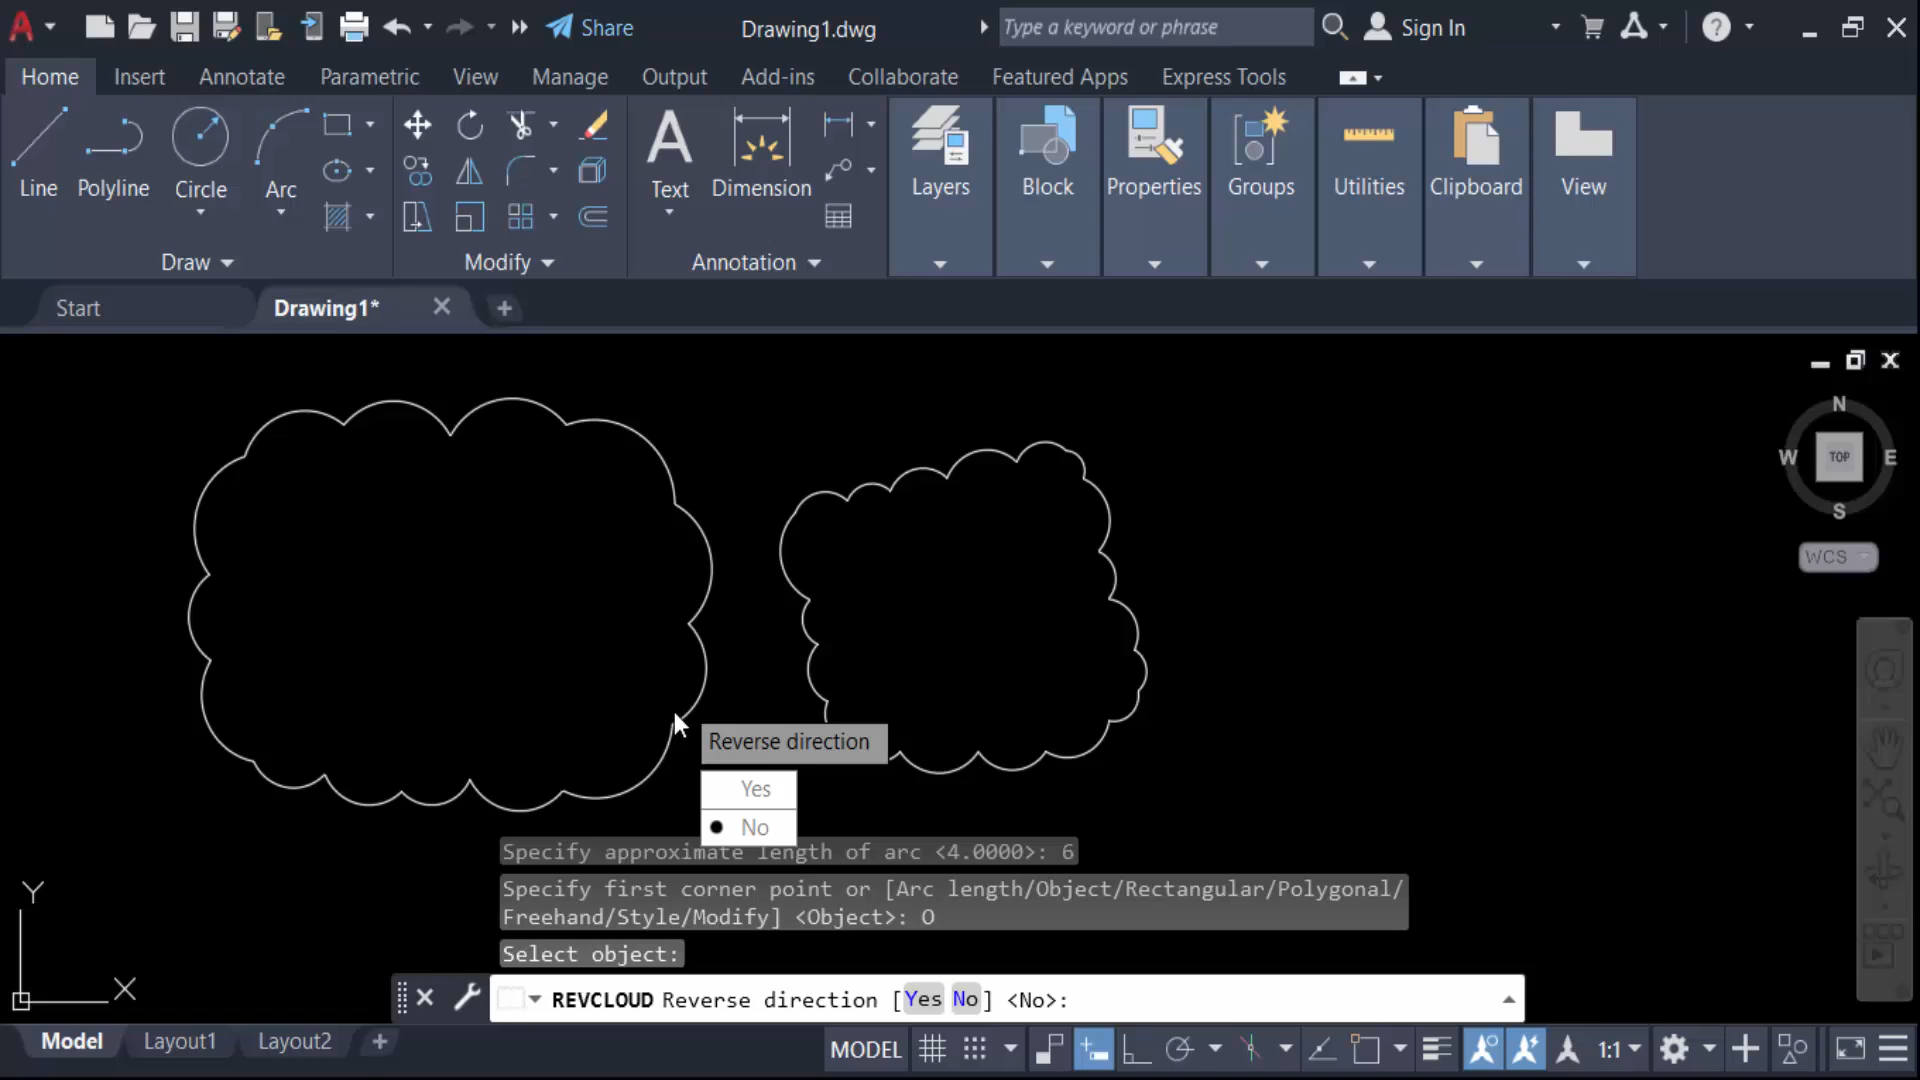 Share
Drawing1.dwg
Type a keyword or phrase
Sign In
Home Insert Annotate Parametric View Manage Output Add-ins Collaborate Featured Apps Express Tools
Line Polyline Circle Arc
Text Dimension
Layers Block Properties Groups Utilities Clipboard View
Draw Modify Annotation
Start Drawing1*
N
W TOP E
S
WCS
Reverse direction
Yes
No
Specify approximate length of arc <4.0000>: 6
Specify first corner point or [Arc length/Object/Rectangular/Polygonal/
Freehand/Style/Modify] <Object>: O
Select object:
Y
X
REVCLOUD Reverse direction [Yes No] <No>:
Model Layout1 Layout2
MODEL
1:1